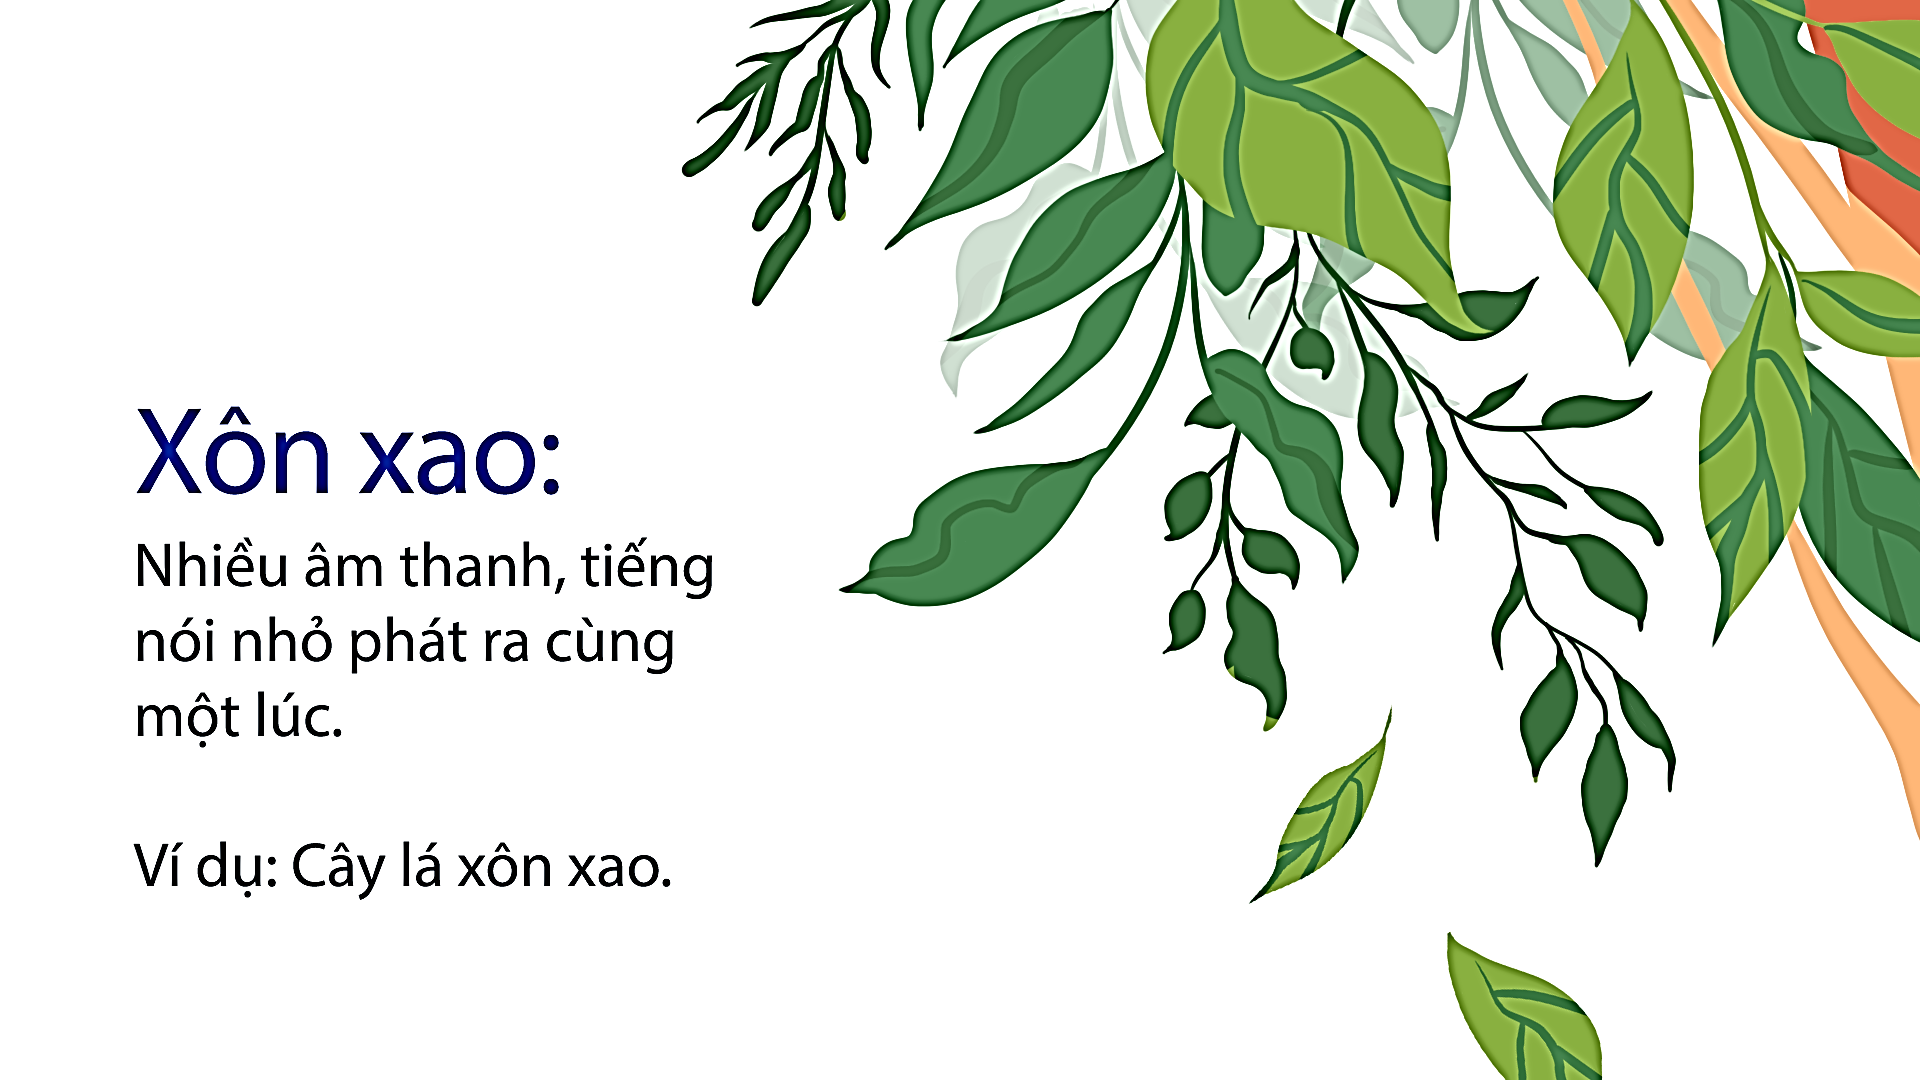 Xôn xao:
Nhiều âm thanh, tiếng
nói nhỏ phát ra cùng
một lúc.
Ví dụ: Cây lá xôn xao.